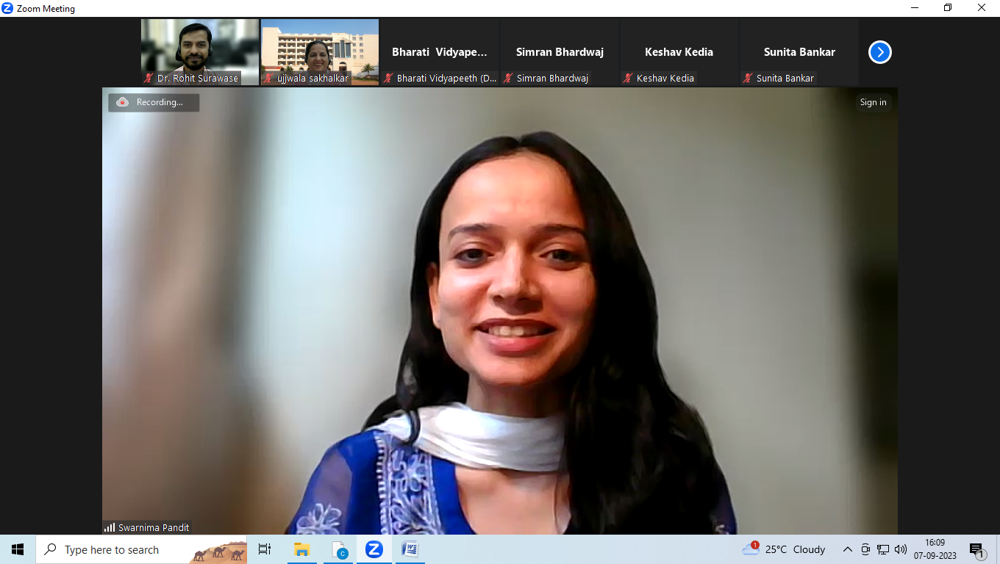 Zoom Meeting
Bharati Vidyape...
Simran Bhardwaj
Keshav Kedia
Sunita Bankar
Dr. Rohit Surawase
ujjwala sakhalkar
Bharati Vidyapeeth (D...
Simran Bhardwaj
Keshav Kedia
Sunita Bankar
Recording...
Sign in
Swarnima Pandit
Type here to search
1
25°C Cloudy
16:09
07-09-2023
1